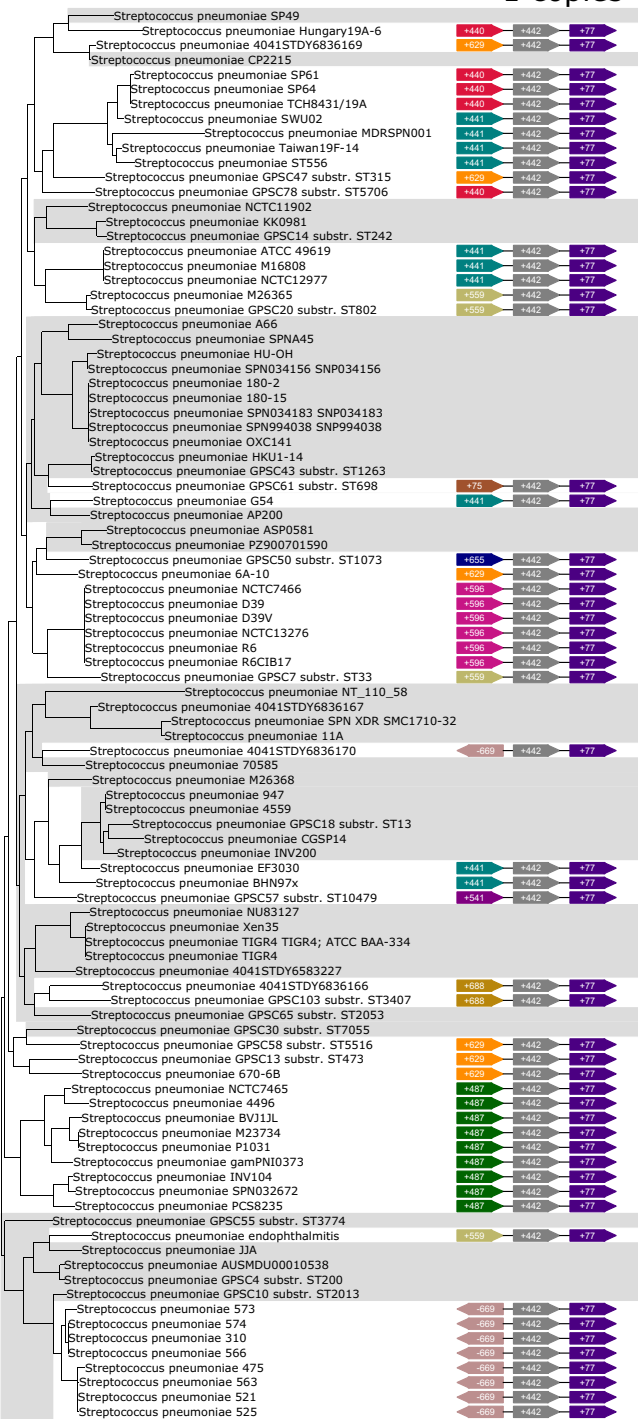 Streptococcus pneumoniae SP49
Streptococcus pneumoniae Hungary19A-6 +440 +442 +77
Streptococcus pneumoniae 4041STDY6836169 +629 +442 +77
Streptococcus pneumoniae CP2215
Streptococcus pneumoniae SP61 +440 +442 +77
Streptococcus pneumoniae SP64 +440 +442 +77
Streptococcus pneumoniae TCH8431/19A +440 +442 +77
Streptococcus pneumoniae SWU02 +441 +442 +77
Streptococcus pneumoniae MDRSPN001 +441 +442 +77
Streptococcus pneumoniae Taiwan19F-14 +441 +442 +77
Streptococcus pneumoniae ST556 +441 +442 +77
Streptococcus pneumoniae GPSC47 substr. ST315 +629 +442 +77
Streptococcus pneumoniae GPSC78 substr. ST5706 +440 +442 +77
Streptococcus pneumoniae NCTC11902
Streptococcus pneumoniae KK0981
Streptococcus pneumoniae GPSC14 substr. ST242
Streptococcus pneumoniae ATCC 49619 +441 +442 +77
Streptococcus pneumoniae M16808 +441 +442 +77
Streptococcus pneumoniae NCTC12977 +441 +442 +77
Streptococcus pneumoniae M26365 +559 +442 +77
Streptococcus pneumoniae GPSC20 substr. ST802 +559 +442 +77
Streptococcus pneumoniae A66
Streptococcus pneumoniae SPNA45
Streptococcus pneumoniae HU-OH
Streptococcus pneumoniae SPN034156 SNP034156
Streptococcus pneumoniae 180-2
Streptococcus pneumoniae 180-15
Streptococcus pneumoniae SPN034183 SNP034183
Streptococcus pneumoniae SPN994038 SNP994038
Streptococcus pneumoniae OXC141
Streptococcus pneumoniae HKU1-14
Streptococcus pneumoniae GPSC43 substr. ST1263
Streptococcus pneumoniae GPSC61 substr. ST698 +75 +442 +77
Streptococcus pneumoniae G54 +441 +442 +77
Streptococcus pneumoniae AP200
Streptococcus pneumoniae ASP0581
Streptococcus pneumoniae PZ900701590
Streptococcus pneumoniae GPSC50 substr. ST1073 +655 +442 +77
Streptococcus pneumoniae 6A-10 +629 +442 +77
Streptococcus pneumoniae NCTC7466 +596 +442 +77
Streptococcus pneumoniae D39 +596 +442 +77
Streptococcus pneumoniae D39V +596 +442 +77
Streptococcus pneumoniae NCTC13276 +596 +442 +77
Streptococcus pneumoniae R6 +596 +442 +77
Streptococcus pneumoniae R6CIB17 +596 +442 +77
Streptococcus pneumoniae GPSC7 substr. ST33 +559 +442 +77
Streptococcus pneumoniae NT_110_58
Streptococcus pneumoniae 4041STDY6836167
Streptococcus pneumoniae SPN XDR SMC1710-32
Streptococcus pneumoniae 11A
Streptococcus pneumoniae 4041STDY6836170 -669 +442 +77
Streptococcus pneumoniae 70585
Streptococcus pneumoniae M26368
Streptococcus pneumoniae 947
Streptococcus pneumoniae 4559
Streptococcus pneumoniae GPSC18 substr. ST13
Streptococcus pneumoniae CGSP14
Streptococcus pneumoniae INV200
Streptococcus pneumoniae EF3030 +441 +442 +77
Streptococcus pneumoniae BHN97x +441 +442 +77
Streptococcus pneumoniae GPSC57 substr. ST10479 +541 +442 +77
Streptococcus pneumoniae NU83127
Streptococcus pneumoniae Xen35
Streptococcus pneumoniae TIGR4 TIGR4; ATCC BAA-334
Streptococcus pneumoniae TIGR4
Streptococcus pneumoniae 4041STDY6583227
Streptococcus pneumoniae 4041STDY6836166 +688 +442 +77
Streptococcus pneumoniae GPSC103 substr. ST3407 +688 +442 +77
Streptococcus pneumoniae GPSC65 substr. ST2053
Streptococcus pneumoniae GPSC30 substr. ST7055
Streptococcus pneumoniae GPSC58 substr. ST5516 +629 +442 +77
Streptococcus pneumoniae GPSC13 substr. ST473 +629 +442 +77
Streptococcus pneumoniae 670-6B +629 +442 +77
Streptococcus pneumoniae NCTC7465 +487 +442 +77
Streptococcus pneumoniae 4496 +487 +442 +77
Streptococcus pneumoniae BVJ1JL +487 +442 +77
Streptococcus pneumoniae M23734 +487 +442 +77
Streptococcus pneumoniae P1031 +487 +442 +77
Streptococcus pneumoniae gamPNI0373 +487 +442 +77
Streptococcus pneumoniae INV104 +487 +442 +77
Streptococcus pneumoniae SPN032672 +487 +442 +77
Streptococcus pneumoniae PCS8235 +487 +442 +77
Streptococcus pneumoniae GPSC55 substr. ST3774
Streptococcus pneumoniae endophthalmitis +559 +442 +77
Streptococcus pneumoniae JJA
Streptococcus pneumoniae AUSMDU00010538
Streptococcus pneumoniae GPSC4 substr. ST200
Streptococcus pneumoniae GPSC10 substr. ST2013
Streptococcus pneumoniae 573 -669 +442 +77
Streptococcus pneumoniae 574 -669 +442 +77
Streptococcus pneumoniae 310 -669 +442 +77
Streptococcus pneumoniae 566 -669 +442 +77
Streptococcus pneumoniae 475 -669 +442 +77
Streptococcus pneumoniae 563 -669 +442 +77
Streptococcus pneumoniae 521 -669 +442 +77
Streptococcus pneumoniae 525 -669 +442 +77